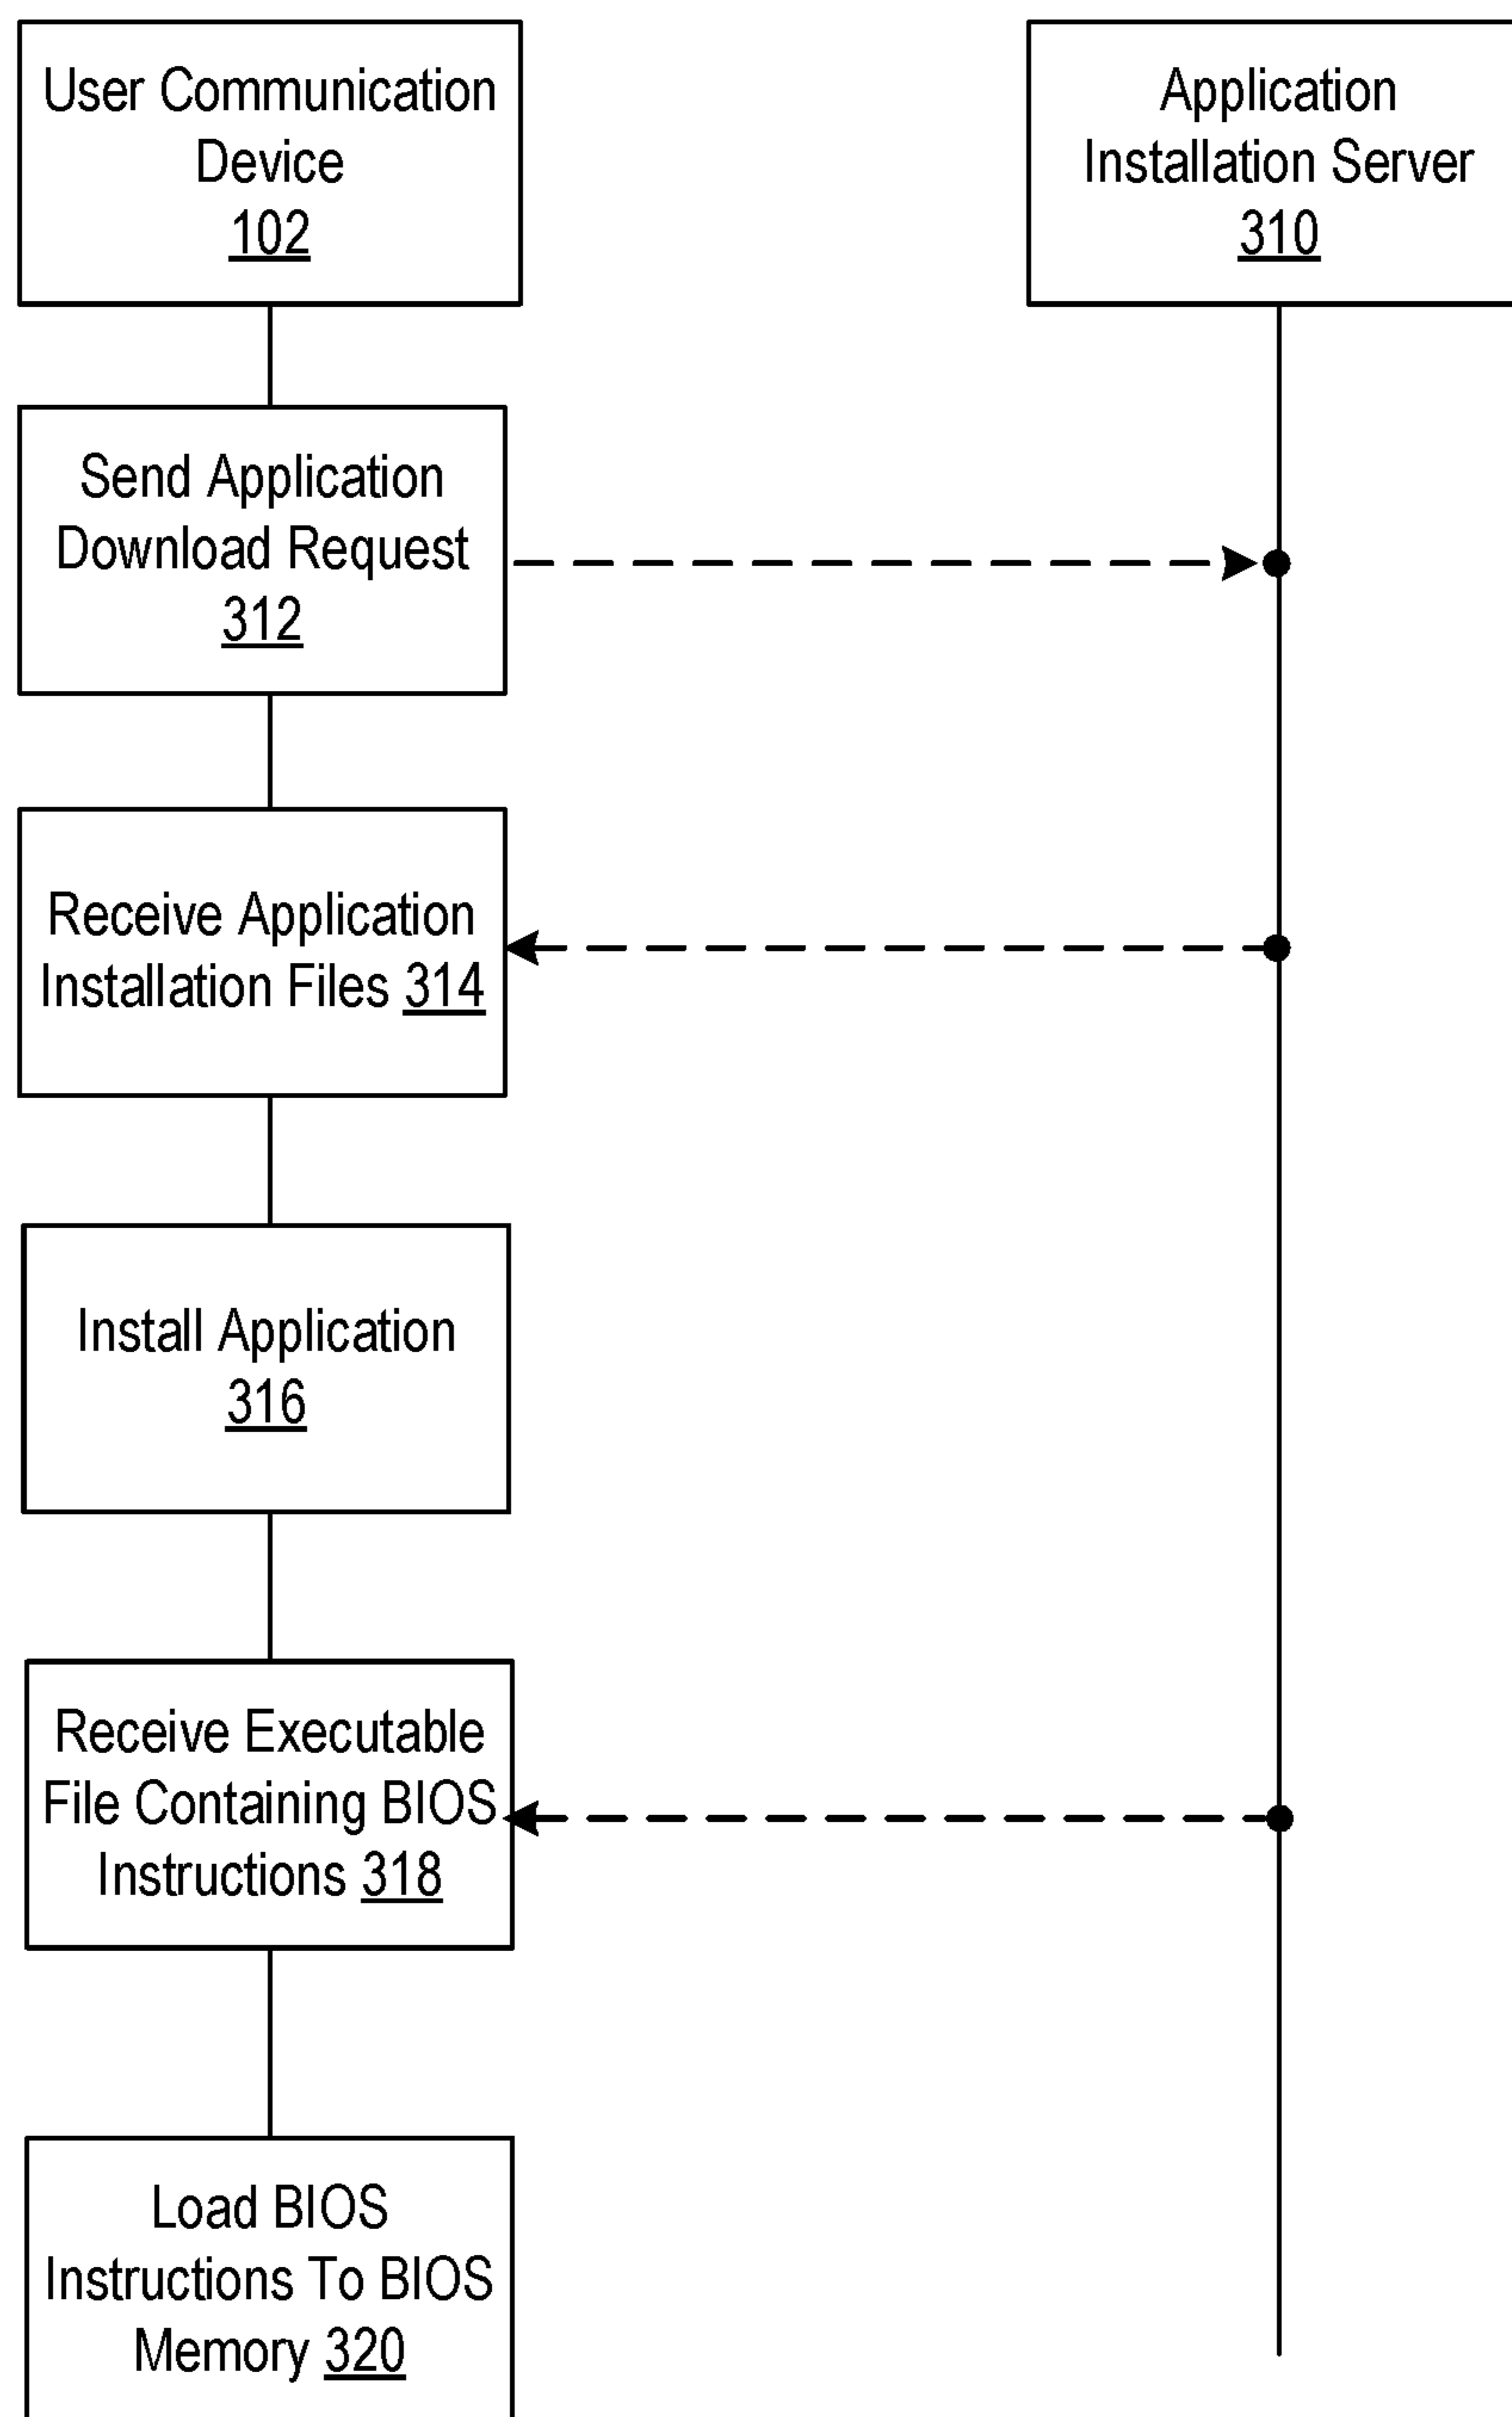 User Communication
Device
102
Application
Installation Server
310
Send Application
Download Request
312
Receive Application
Installation Files 314
Install Application
316
Receive Executable
File Containing BIOS
Instructions 318
Load BIOS
Instructions To BIOS
Memory 320